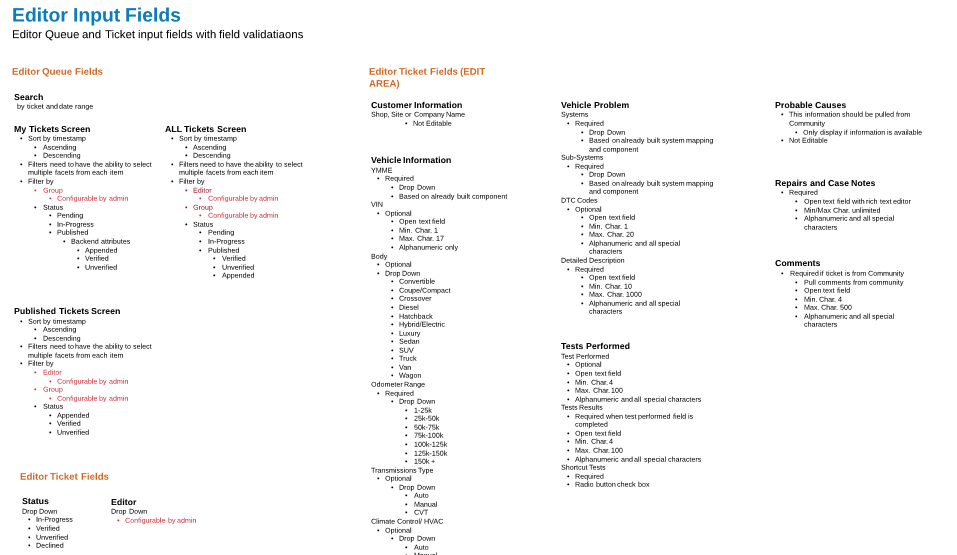 Editor Input Fields
Editor Queue and Ticket input fields with field validatiaons
Editor Queue Fields
Search
by ticket and date range
My Tickets Screen
• Sort by timestamp
• Ascending
• Descending
• Filters need to have the ability to select
multiple facets from each item
• Filter by
• Group
• Configurable by admin
• Status
• Pending
• In-Progress
• Published
• Backend attributes
• Appended
• Verified
• Unverified
ALL Tickets Screen
• Sort by timestamp
• Ascending
• Descending
• Filters need to have the ability to select
multiple facets from each item
• Filter by
• Editor
• Configurable by admin
• Group
• Configurable by admin
• Status
• Pending
• In-Progress
• Published
• Verified
• Unverified
• Appended
Published Tickets Screen
• Sort by timestamp
• Ascending
• Descending
• Filters need to have the ability to select
multiple facets from each item
• Filter by
• Editor
• Configurable by admin
• Group
• Configurable by admin
• Status
• Appended
• Verified
• Unverified
Editor Ticket Fields
Status
Drop Down
• In-Progress
• Verified
• Unverified
• Declined
Editor
Drop Down
• Configurable by admin
Editor Ticket Fields (EDIT
AREA)
Customer Information
Shop, Site or Company Name
• Not Editable
Vehicle Information
YMME
• Required
• Drop Down
• Based on already built component
VIN
• Optional
• Open text field
• Min. Char. 1
• Max. Char. 17
• Alphanumeric only
Body
• Optional
• Drop Down
• Convertible
• Coupe/Compact
• Crossover
• Diesel
• Hatchback
• Hybrid/Electric
• Luxury
• Sedan
• SUV
• Truck
• Van
• Wagon
Odometer Range
• Required
• Drop Down
• 1-25k
• 25k-50k
• 50k-75k
• 75k-100k
• 100k-125k
• 125k-150k
• 150k +
Transmissions Type
• Optional
• Drop Down
• Auto
• Manual
• CVT
Climate Control/ HVAC
• Optional
• Drop Down
• Auto
• Manual
Vehicle Problem
Systems
• Required
• Drop Down
• Based on already built system mapping
and component
Sub-Systems
• Required
• Drop Down
• Based on already built system mapping
and component
DTC Codes
• Optional
• Open text field
• Min. Char. 1
• Max. Char. 20
• Alphanumeric and all special
characters
Detailed Description
• Required
• Open text field
• Min. Char. 10
• Max. Char. 1000
• Alphanumeric and all special
characters
Tests Performed
Test Performed
• Optional
• Open text field
• Min. Char. 4
• Max. Char. 100
• Alphanumeric and all special characters
Tests Results
• Required when test performed field is
completed
• Open text field
• Min. Char. 4
• Max. Char. 100
• Alphanumeric and all special characters
Shortcut Tests
• Required
• Radio button check box
Probable Causes
• This information should be pulled from
Community
• Only display if information is available
• Not Editable
Repairs and Case Notes
• Required
• Open text field with rich text editor
• Min/Max Char. unlimited
• Alphanumeric and all special
characters
Comments
• Required if ticket is from Community
• Pull comments from community
• Open text field
• Min. Char. 4
• Max. Char. 500
• Alphanumeric and all special
characters